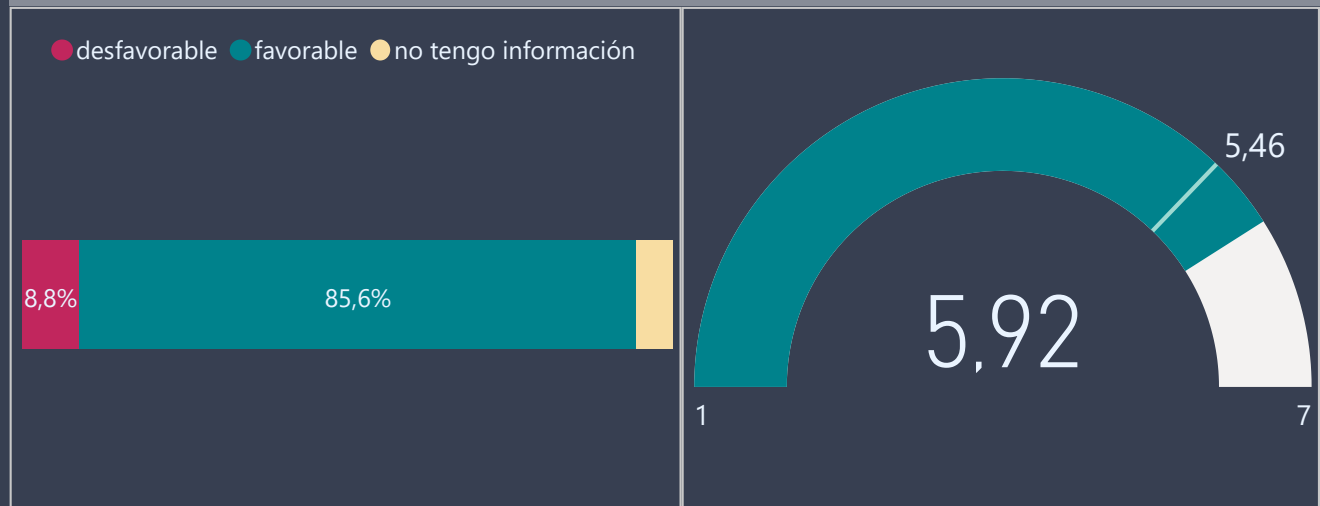 desfavorable favorable no tengo información
8,8% 85,6%
5,46
5,92
1 7